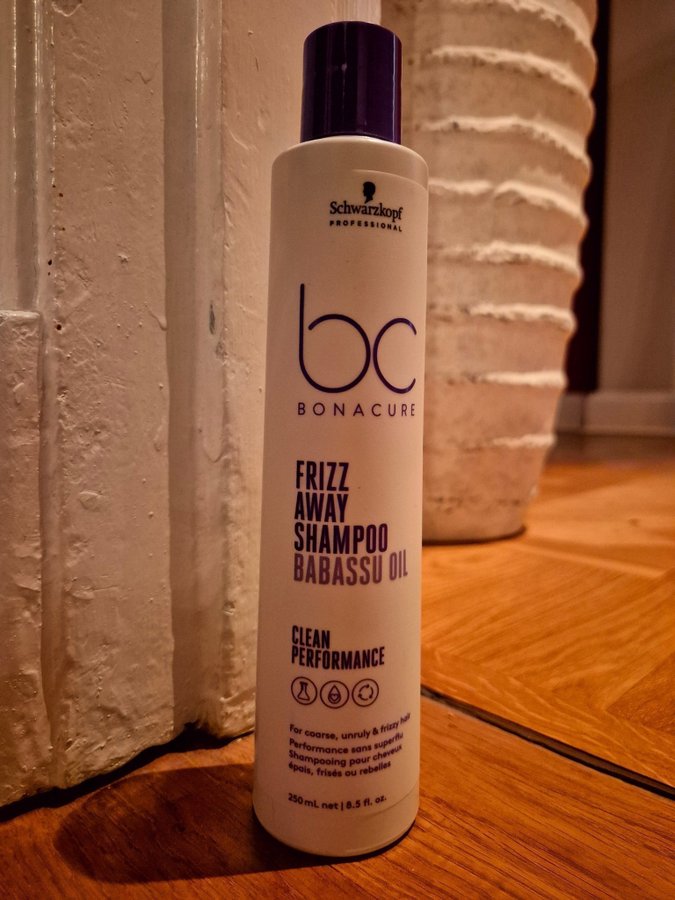 Schwarzkopf
PROFESSIONAL
bc
BONACURE
FRIZZ
AWAY
SHAMPOO
BABASSU OIL
CLEAN
PERFORMANCE
For coarse, unruly & frizzy hair
Performance sans superflu
Shampooing pour cheveux
épais, frisés ou rebelles
250 mL net | 8.5 fl. oz.